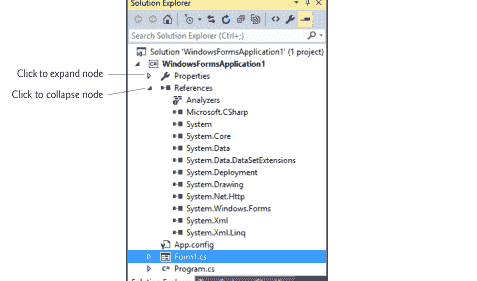 Solution Explorer
Search Solution Explorer (Ctrl+;)
Solution 'WindowsFormsApplication1' (1 project)
C# WindowsFormsApplication1
Click to expand node
Properties
Click to collapse node
References
Analyzers
Microsoft.CSharp
System
System.Core
System.Data
System.Data.DataSetExtensions
System.Deployment
System.Drawing
System.Net.Http
System.Windows.Forms
System.Xml
System.Xml.Linq
App.config
Form1.cs
C# Program.cs
Solution Explorer